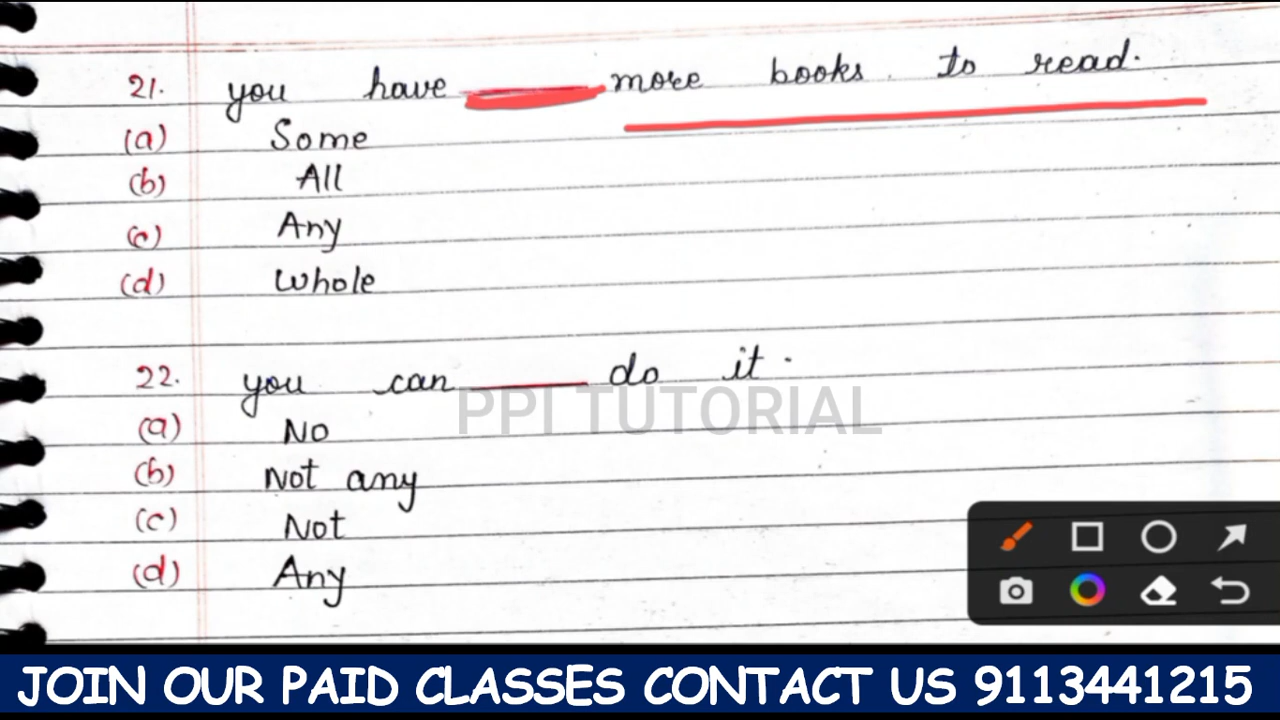 21. you have ____ more books to read.
(a) Some
(b) All
(c) Any
(d) Whole
22. you can ____ do it.
PPI TUTORIAL
(a) No
(b) Not any
(c) Not
(d) Any
JOIN OUR PAID CLASSES CONTACT US 9113441215